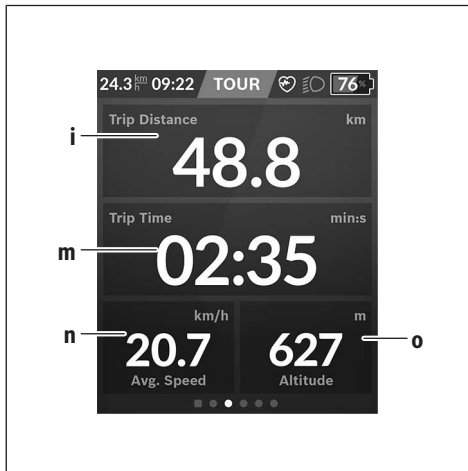 24.3 km/h 09:22 TOUR 76%
Trip Distance km
i
48.8
Trip Time min:s
m
02:35
km/h m
n 20.7 627 o
Avg. Speed Altitude